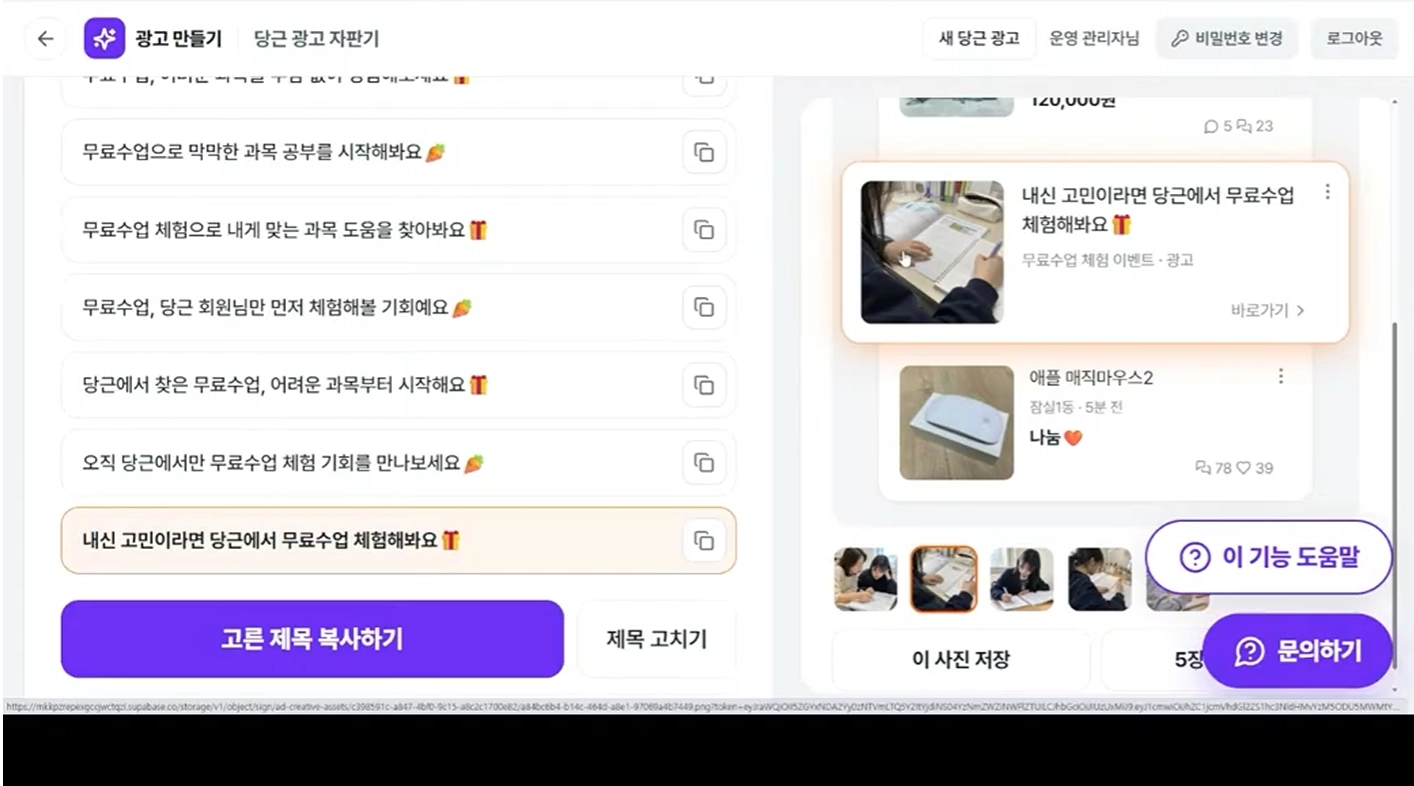 광고 만들기
당근 광고 자판기
새 당근 광고
운영 관리자님
비밀번호 변경
로그아웃
무료수업으로 막막한 과목 공부를 시작해봐요🥕
무료수업 체험으로 내게 맞는 과목 도움을 찾아봐요🎁
무료수업, 당근 회원님만 먼저 체험해볼 기회예요🥕
당근에서 찾은 무료수업, 어려운 과목부터 시작해요🎁
오직 당근에서만 무료수업 체험 기회를 만나보세요🥕
내신 고민이라면 당근에서 무료수업 체험해봐요🎁
고른 제목 복사하기
제목 고치기
120,000원
5 23
내신 고민이라면 당근에서 무료수업
체험해봐요🎁
무료수업 체험 이벤트 · 광고
바로가기 >
애플 매직마우스2
잠실1동 · 5분 전
나눔🧡
78 39
이 기능 도움말
이 사진 저장
5장
문의하기